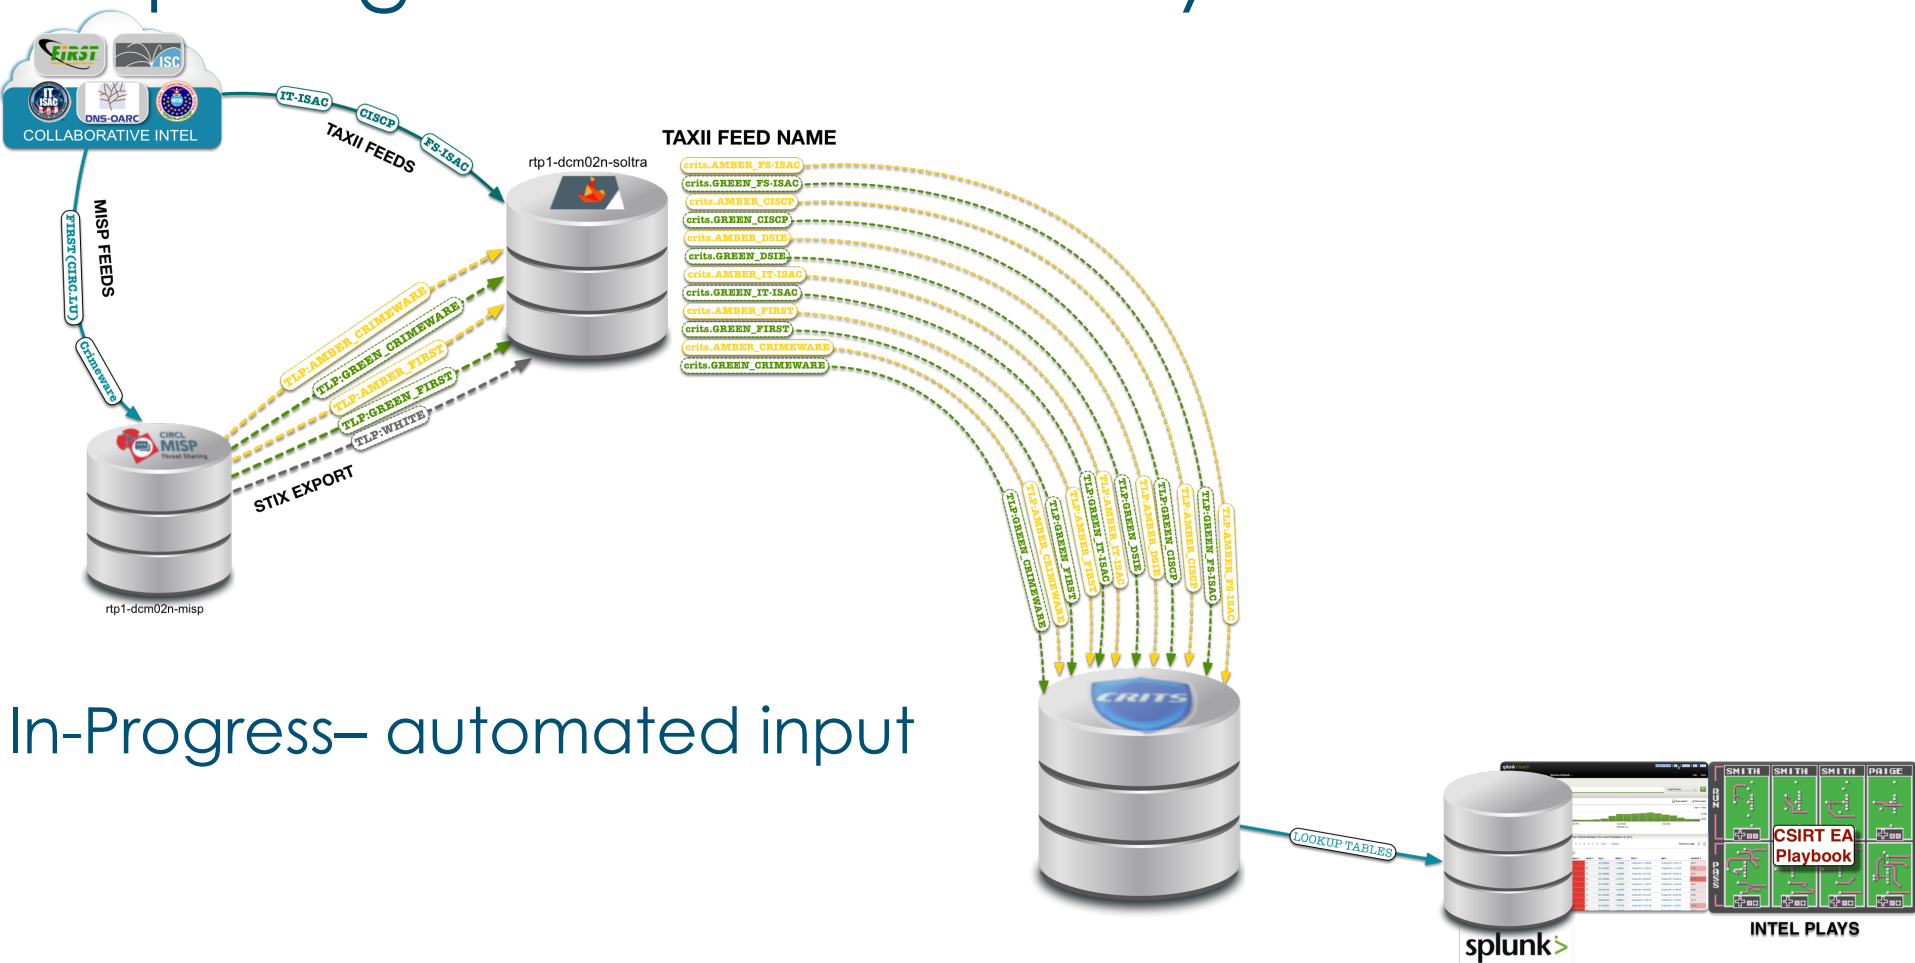 FIRST
ISC
IT
ISAC
DNS-OARC
COLLABORATIVE INTEL
IT-ISAC
CISCP
FS-ISAC
TAXII FEEDS
MISP FEEDS
FIRST(CIRC.LU)
Crimeware
rtp1-dcm02n-soltra
TAXII FEED NAME
crits.AMBER_FS-ISAC
crits.GREEN_FS-ISAC
crits.AMBER_CISCP
crits.GREEN_CISCP
crits.AMBER_DSIE
crits.GREEN_DSIE
crits.AMBER_IT-ISAC
crits.GREEN_IT-ISAC
crits.AMBER_FIRST
crits.GREEN_FIRST
crits.AMBER_CRIMEWARE
crits.GREEN_CRIMEWARE
TLP:AMBER_CRIMEWARE
TLP:GREEN_CRIMEWARE
TLP:AMBER_FIRST
TLP:GREEN_FIRST
TLP:WHITE
STIX EXPORT
CIRCL
MISP
Threat Sharing
rtp1-dcm02n-misp
TLP:GREEN_CRIMEWARE
TLP:AMBER_CRIMEWARE
TLP:GREEN_FIRST
TLP:AMBER_FIRST
TLP:GREEN_IT-ISAC
TLP:AMBER_IT-ISAC
TLP:GREEN_DSIE
TLP:AMBER_DSIE
TLP:GREEN_CISCP
TLP:AMBER_CISCP
TLP:GREEN_FS-ISAC
TLP:AMBER_FS-ISAC
CRITS
In-Progress– automated input
LOOKUP TABLES
SMITH SMITH SMITH PAIGE
RUN
PASS
CSIRT EA
Playbook
INTEL PLAYS
splunk>